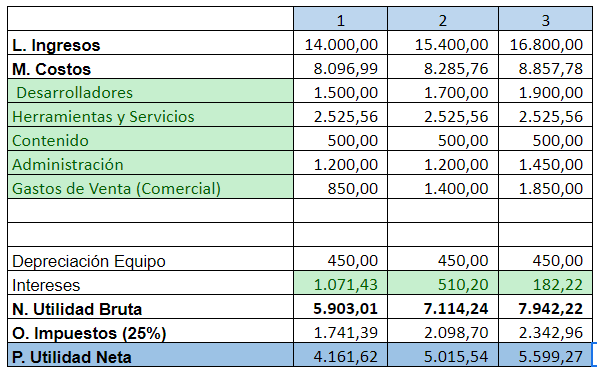 1 2 3
L. Ingresos 14.000,00 15.400,00 16.800,00
M. Costos 8.096,99 8.285,76 8.857,78
Desarrolladores 1.500,00 1.700,00 1.900,00
Herramientas y Servicios 2.525,56 2.525,56 2.525,56
Contenido 500,00 500,00 500,00
Administración 1.200,00 1.200,00 1.450,00
Gastos de Venta (Comercial) 850,00 1.400,00 1.850,00
Depreciación Equipo 450,00 450,00 450,00
Intereses 1.071,43 510,20 182,22
N. Utilidad Bruta 5.903,01 7.114,24 7.942,22
O. Impuestos (25%) 1.741,39 2.098,70 2.342,96
P. Utilidad Neta 4.161,62 5.015,54 5.599,27